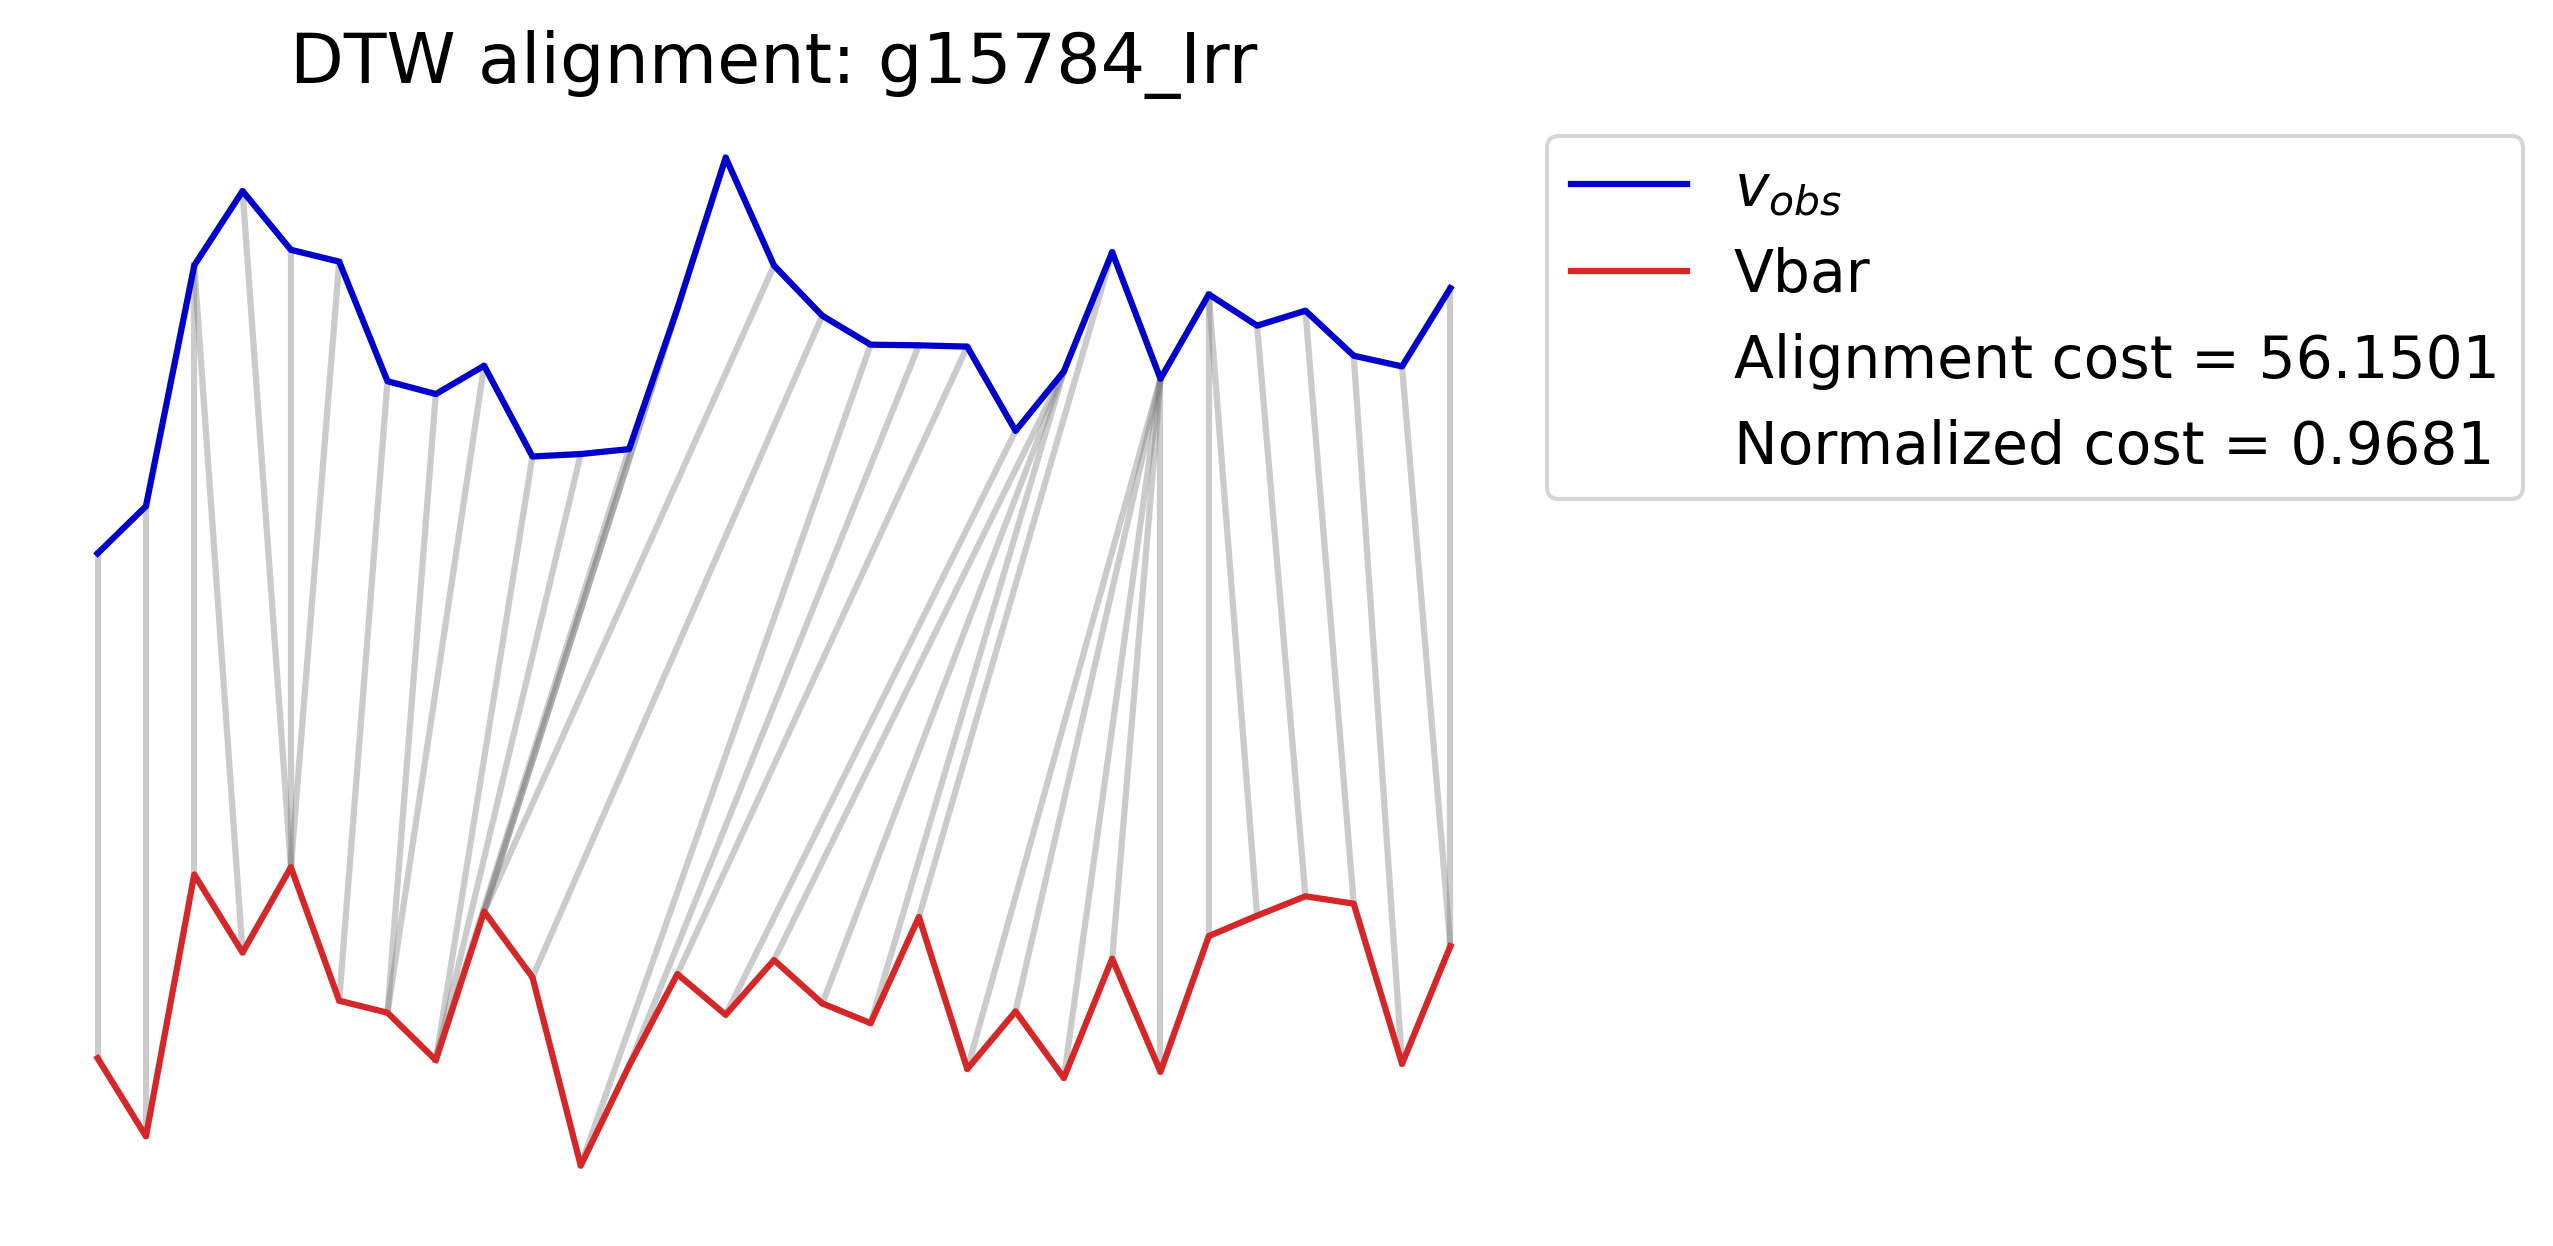 DTW alignment: g15784_Irr
v_obs
Vbar
Alignment cost = 56.1501
Normalized cost = 0.9681